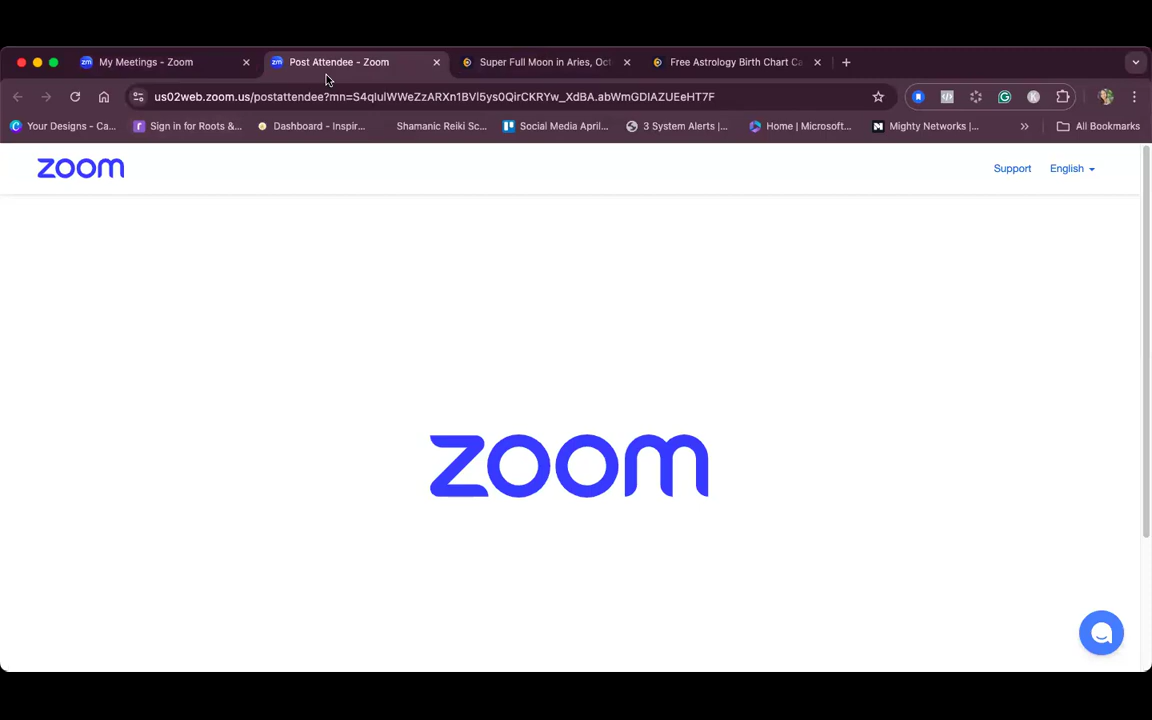 My Meetings - Zoom
Post Attendee - Zoom
Super Full Moon in Aries, Oct
Free Astrology Birth Chart Ca
us02web.zoom.us/postattendee?mn=S4qIulWWeZzARXn1BVl5ys0QirCKRYw_XdBA.abWmGDIAZUEeHT7F
Your Designs - Ca...
Sign in for Roots &...
Dashboard - Inspir...
Shamanic Reiki Sc...
Social Media April...
3 System Alerts |...
Home | Microsoft...
Mighty Networks |...
All Bookmarks
zoom
Support
English
zoom